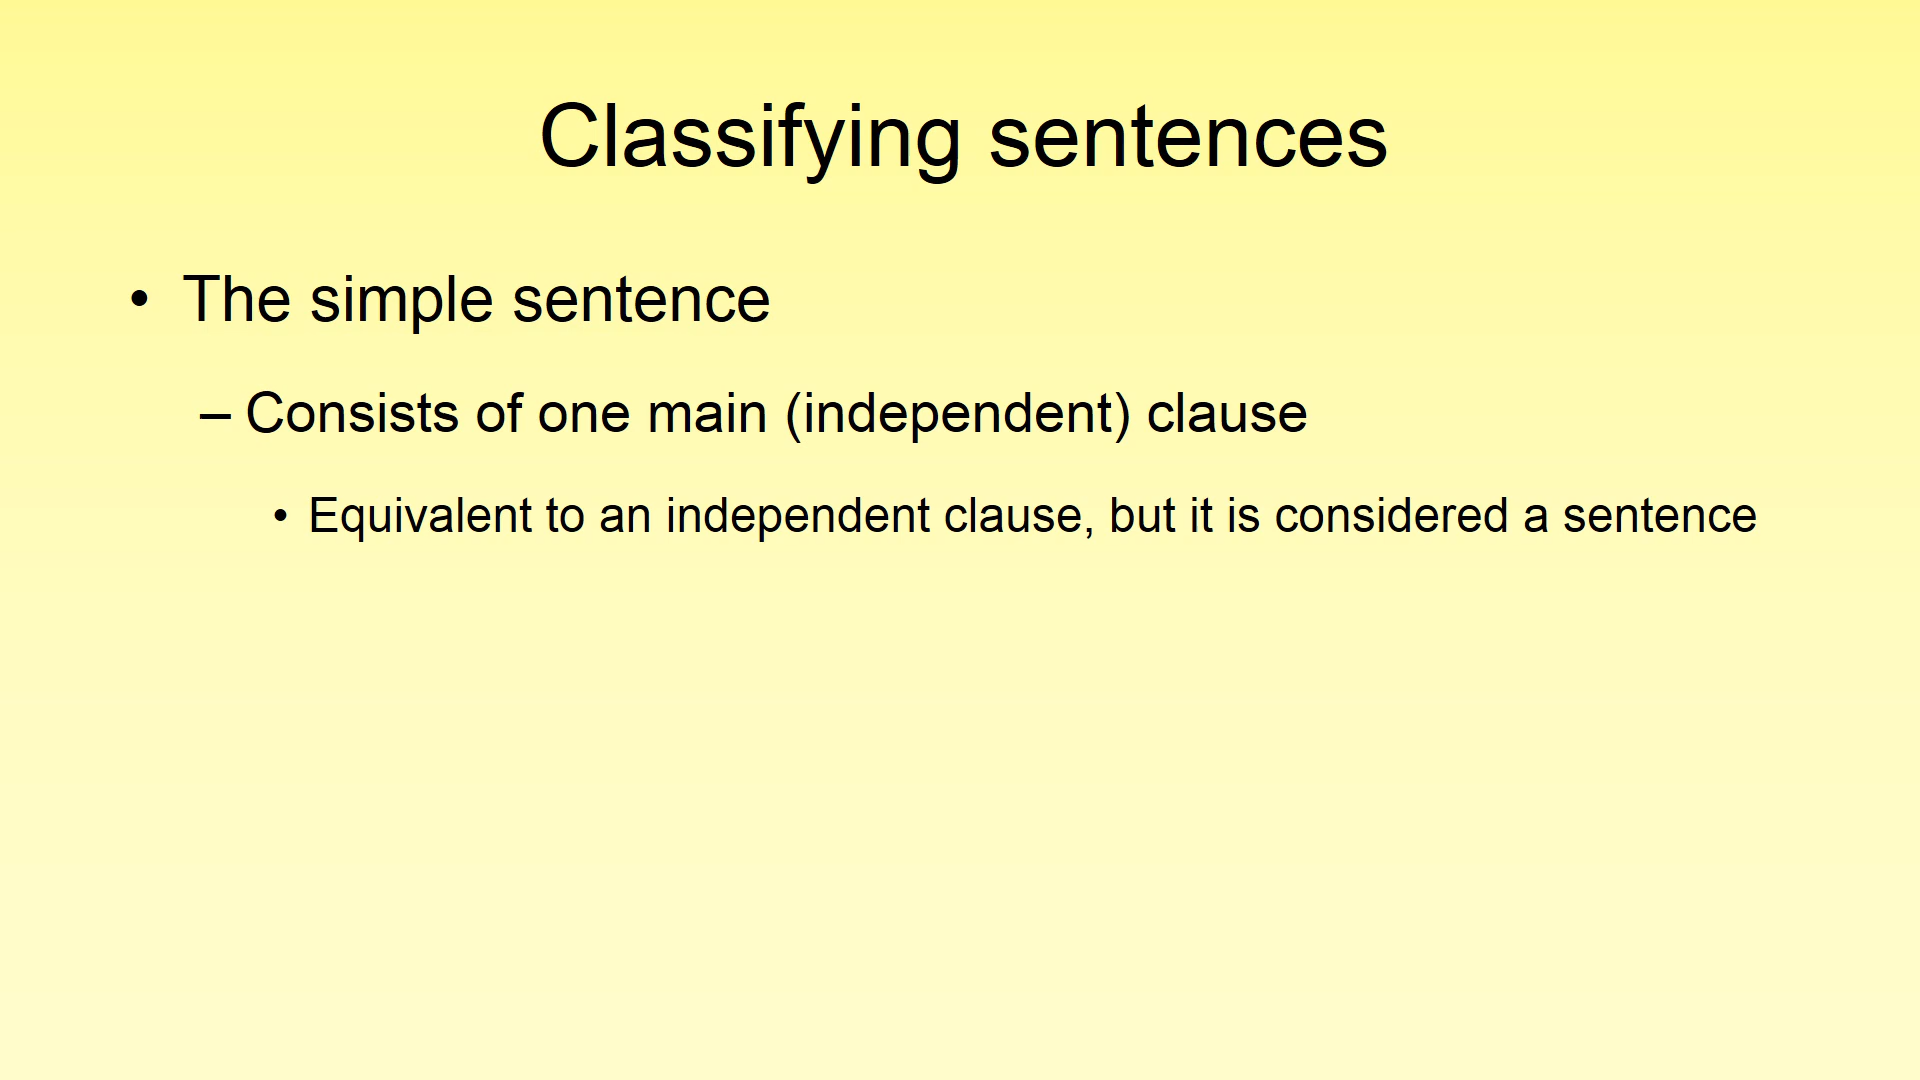 Classifying sentences
• The simple sentence
– Consists of one main (independent) clause
• Equivalent to an independent clause, but it is considered a sentence